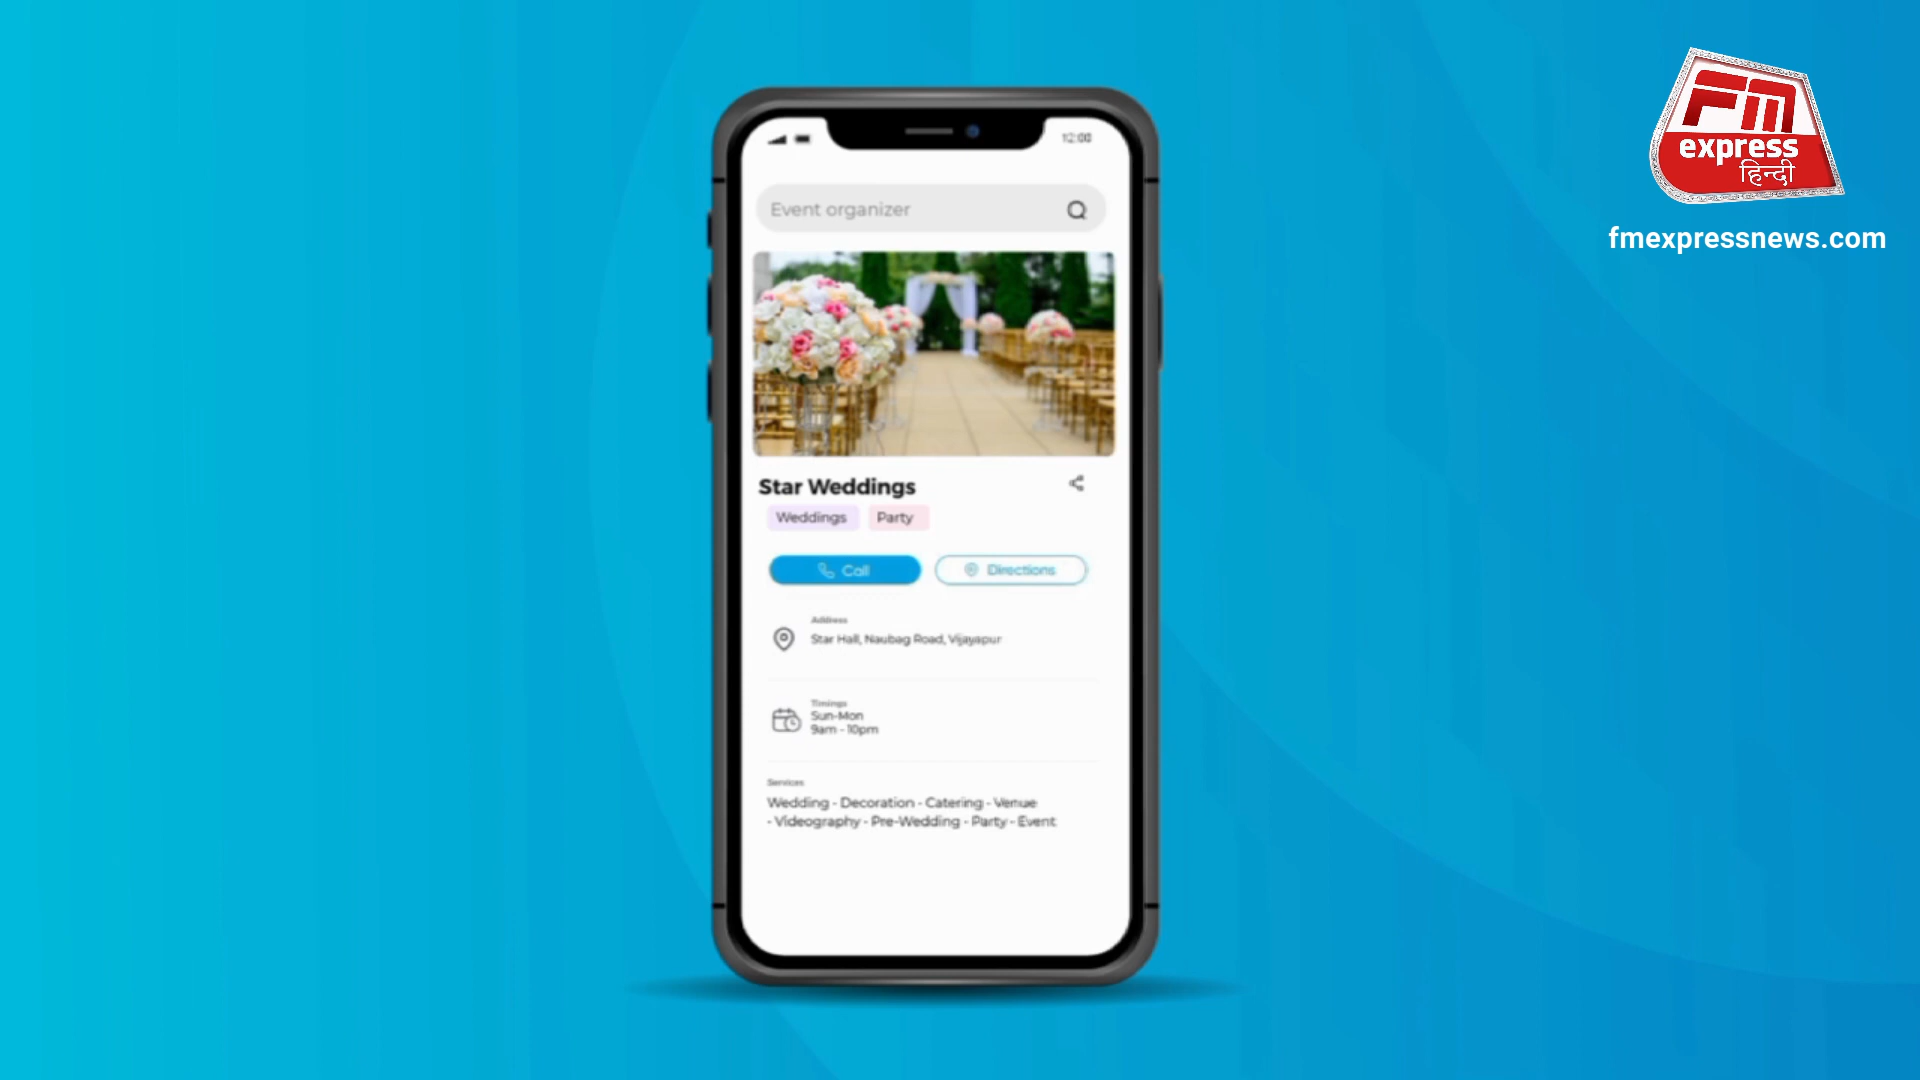 12:00
Event organizer
Star Weddings
Weddings
Party
Call
Directions
Address
Star Hall, Naubag Road, Vijayapur
Timings
Sun-Mon
9am - 10pm
Services
Wedding - Decoration - Catering - Venue
- Videography - Pre-Wedding - Party - Event
FM
express
हिन्दी
fmexpressnews.com